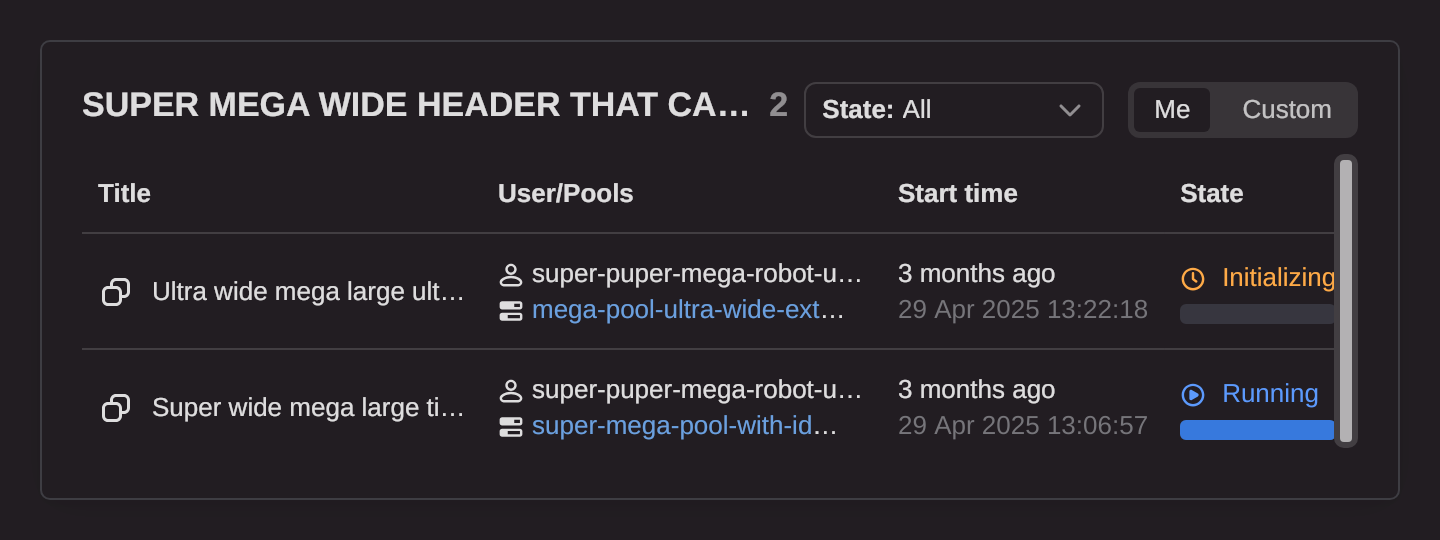 SUPER MEGA WIDE HEADER THAT CA… 2 State: All Me Custom
Title User/Pools Start time State
Ultra wide mega large ult… super-puper-mega-robot-u… 3 months ago Initializing
mega-pool-ultra-wide-ext… 29 Apr 2025 13:22:18
Super wide mega large ti… super-puper-mega-robot-u… 3 months ago Running
super-mega-pool-with-id… 29 Apr 2025 13:06:57